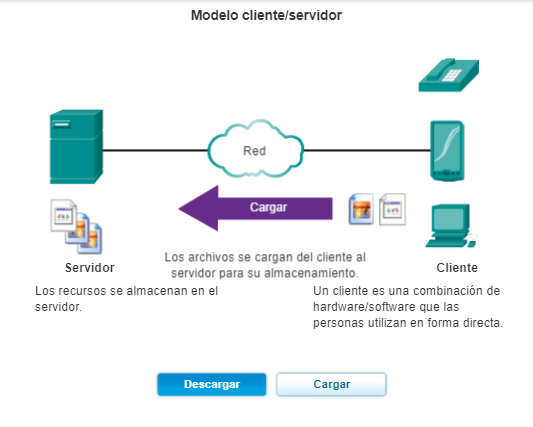 Modelo cliente/servidor
Red
Cargar
Los archivos se cargan del cliente al
servidor para su almacenamiento.
Servidor
Cliente
Los recursos se almacenan en el
servidor.
Un cliente es una combinación de
hardware/software que las
personas utilizan en forma directa.
Descargar
Cargar